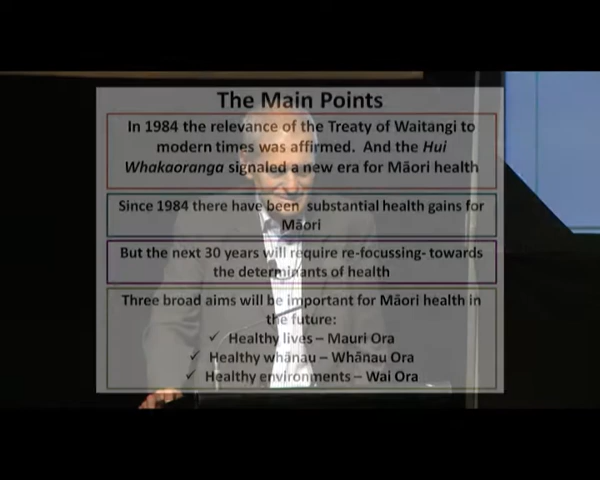 The Main Points
In 1984 the relevance of the Treaty of Waitangi to
modern times was affirmed. And the Hui
Whakaoranga signaled a new era for Māori health
Since 1984 there have been substantial health gains for
Māori
But the next 30 years will require re-focussing- towards
the determinants of health
Three broad aims will be important for Māori health in
the future:
✓ Healthy lives – Mauri Ora
✓ Healthy whānau – Whānau Ora
✓ Healthy environments – Wai Ora